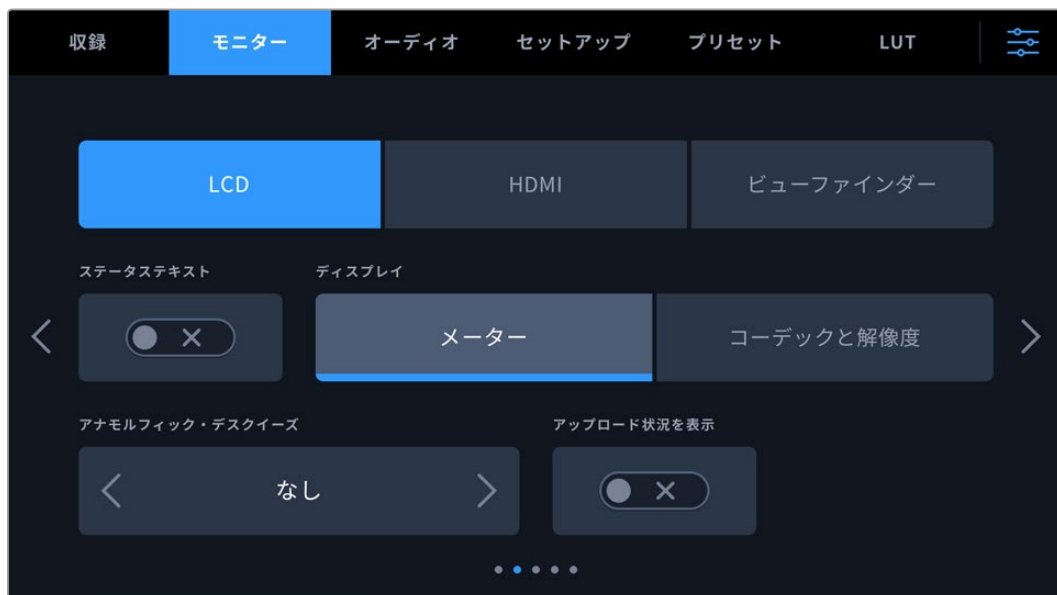 収録 モニター オーディオ セットアップ プリセット LUT
LCD HDMI ビューファインダー
ステータステキスト ディスプレイ
メーター コーデックと解像度
アナモルフィック・デスクイーズ アップロード状況を表示
なし